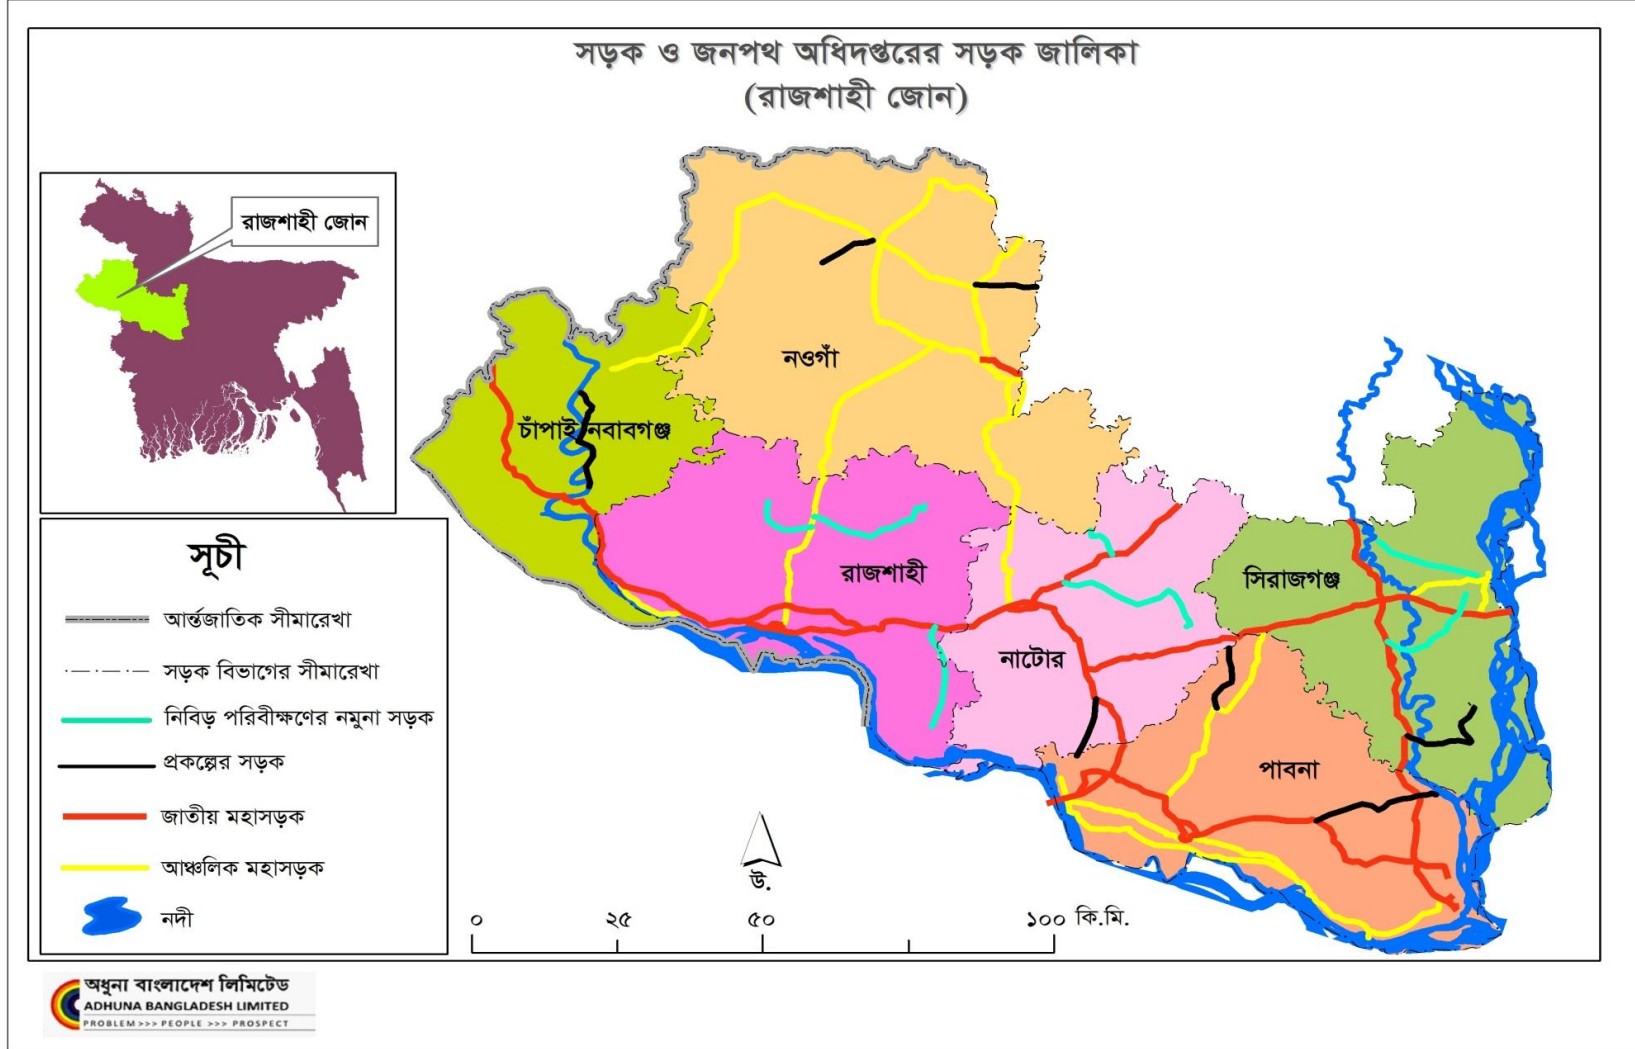 সড়ক ও জনপথ অধিদপ্তরের সড়ক জালিকা
(রাজশাহী জোন)
রাজশাহী জোন
নওগাঁ
চাঁপাই নবাবগঞ্জ
রাজশাহী
সিরাজগঞ্জ
নাটোর
পাবনা
সূচী
আর্ন্তজাতিক সীমারেখা
সড়ক বিভাগের সীমারেখা
নিবিড় পরিবীক্ষণের নমুনা সড়ক
প্রকল্পের সড়ক
জাতীয় মহাসড়ক
আঞ্চলিক মহাসড়ক
নদী
উ.
০ ২৫ ৫০ ১০০ কি.মি.
অধুনা বাংলাদেশ লিমিটেড
ADHUNA BANGLADESH LIMITED
PROBLEM >>> PEOPLE >>> PROSPECT